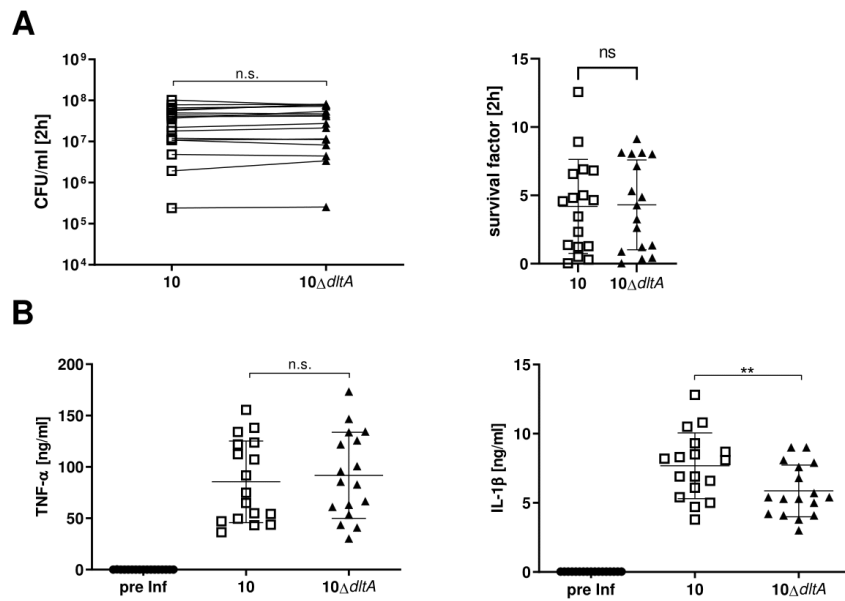 A
CFU/ml [2h]
10⁹
10⁸
10⁷
10⁶
10⁵
10⁴
n.s.
10
10ΔdltA
survival factor [2h]
15
10
5
0
ns
10
10ΔdltA
B
TNF-α [ng/ml]
200
150
100
50
0
n.s.
pre Inf
10
10ΔdltA
IL-1β [ng/ml]
15
10
5
0
**
pre Inf
10
10ΔdltA